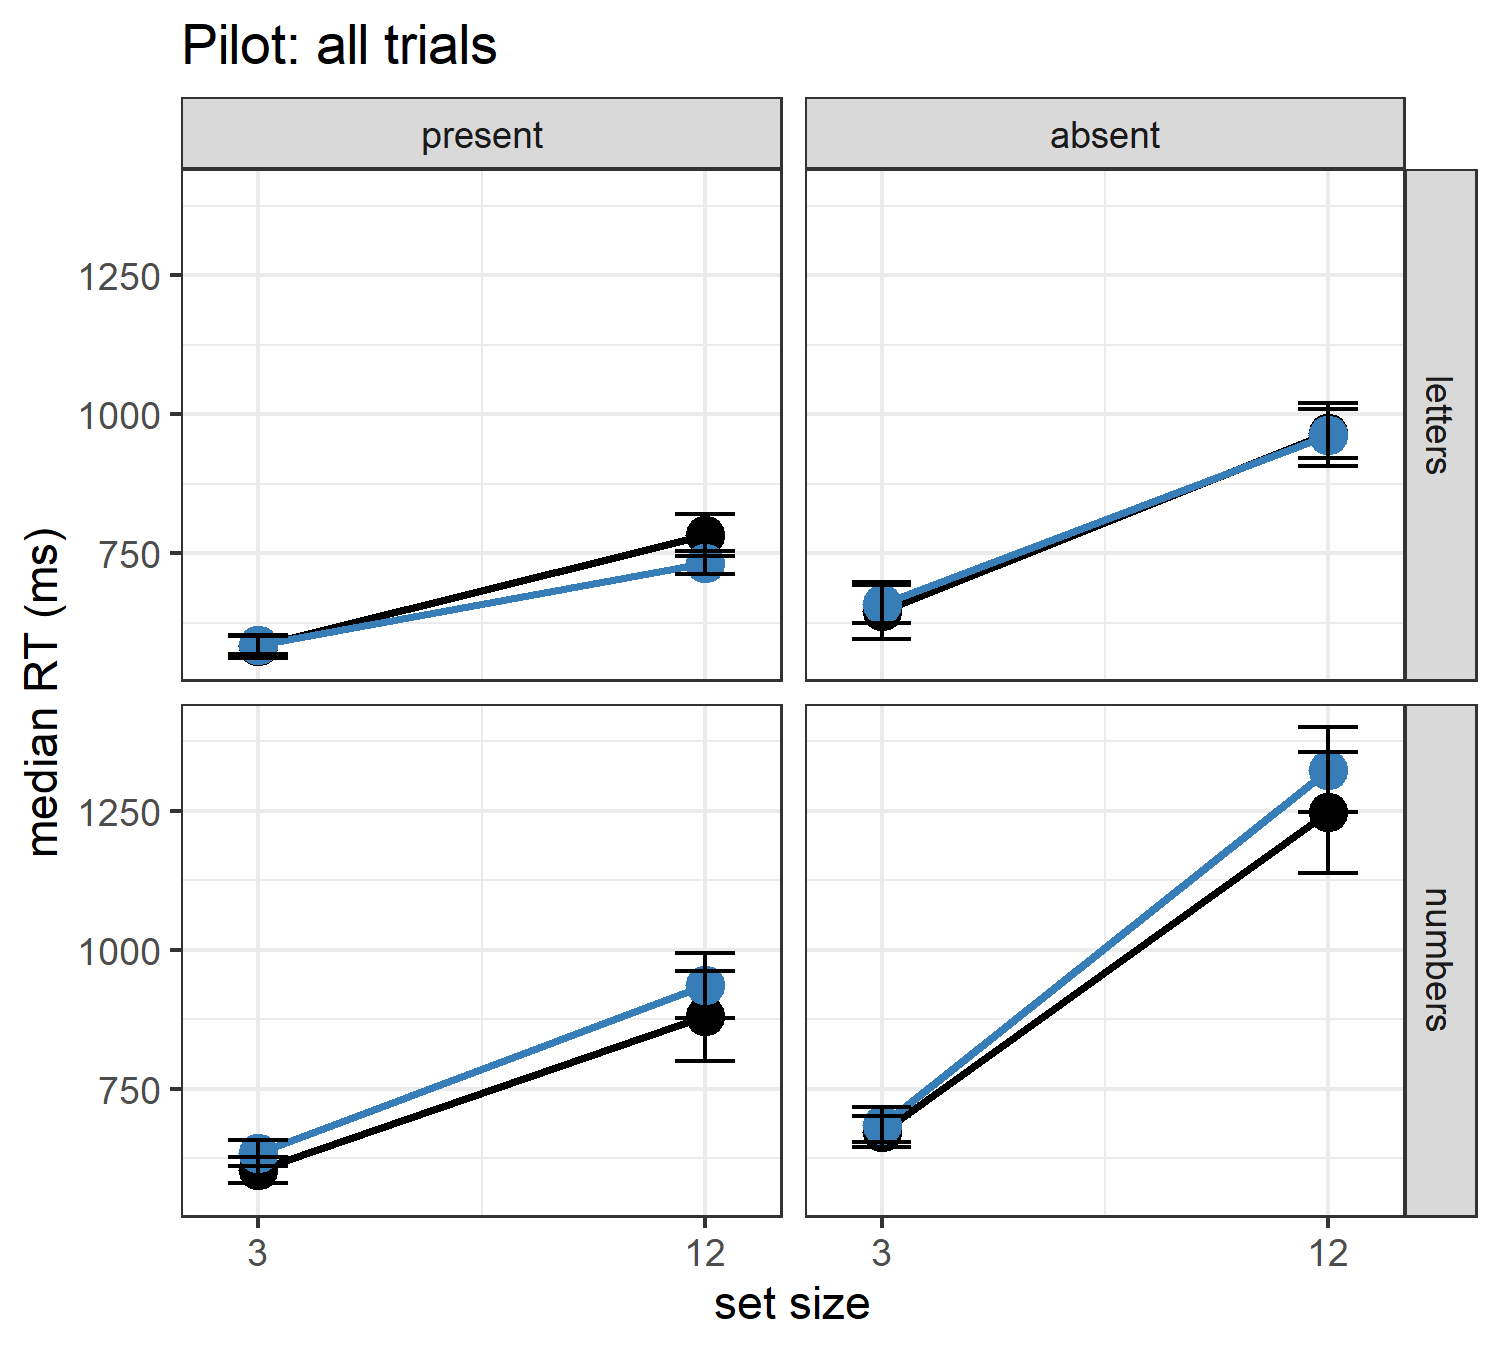 Pilot: all trials
present
absent
1250
1000
750
letters
1250
1000
750
numbers
median RT (ms)
3
12
3
12
set size